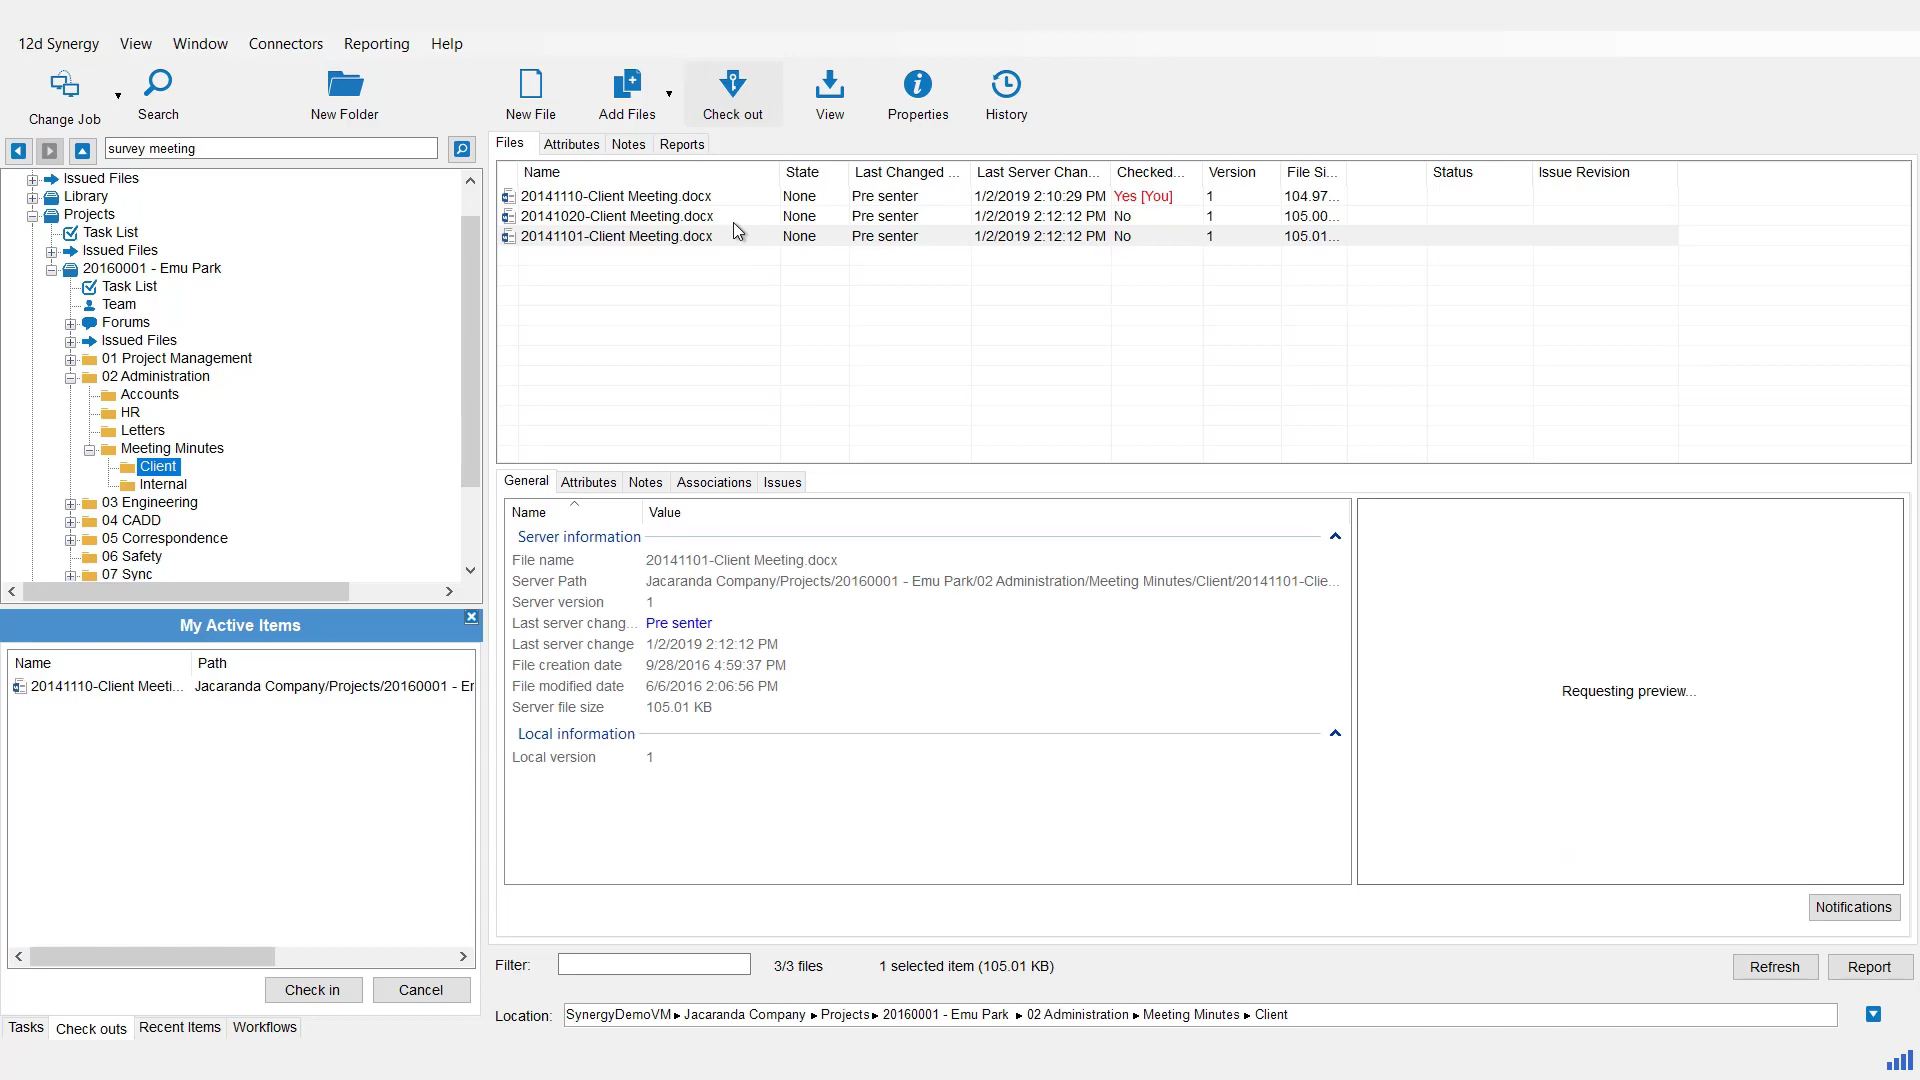 12d Synergy View Window Connectors Reporting Help
Change Job Search New Folder New File Add Files Check out View Properties History
survey meeting
Issued Files
Library
Projects
Task List
Issued Files
20160001 - Emu Park
Task List
Team
Forums
Issued Files
01 Project Management
02 Administration
Accounts
HR
Letters
Meeting Minutes
Client
Internal
03 Engineering
04 CADD
05 Correspondence
06 Safety
07 Sync
My Active Items
Name Path
20141110-Client Meeti... Jacaranda Company/Projects/20160001 - Er
Check in Cancel
Tasks Check outs Recent Items Workflows
Files Attributes Notes Reports
Name State Last Changed ... Last Server Chan... Checked... Version File Si... Status Issue Revision
20141110-Client Meeting.docx None Pre senter 1/2/2019 2:10:29 PM Yes [You] 1 104.97...
20141020-Client Meeting.docx None Pre senter 1/2/2019 2:12:12 PM No 1 105.00...
20141101-Client Meeting.docx None Pre senter 1/2/2019 2:12:12 PM No 1 105.01...
General Attributes Notes Associations Issues
Name Value
Server information
File name 20141101-Client Meeting.docx
Server Path Jacaranda Company/Projects/20160001 - Emu Park/02 Administration/Meeting Minutes/Client/20141101-Clie...
Server version 1
Last server chang... Pre senter
Last server change 1/2/2019 2:12:12 PM
File creation date 9/28/2016 4:59:37 PM
File modified date 6/6/2016 2:06:56 PM
Server file size 105.01 KB
Local information
Local version 1
Requesting preview...
Notifications
Filter: 3/3 files 1 selected item (105.01 KB) Refresh Report
Location: SynergyDemoVM ▸ Jacaranda Company ▸ Projects ▸ 20160001 - Emu Park ▸ 02 Administration ▸ Meeting Minutes ▸ Client